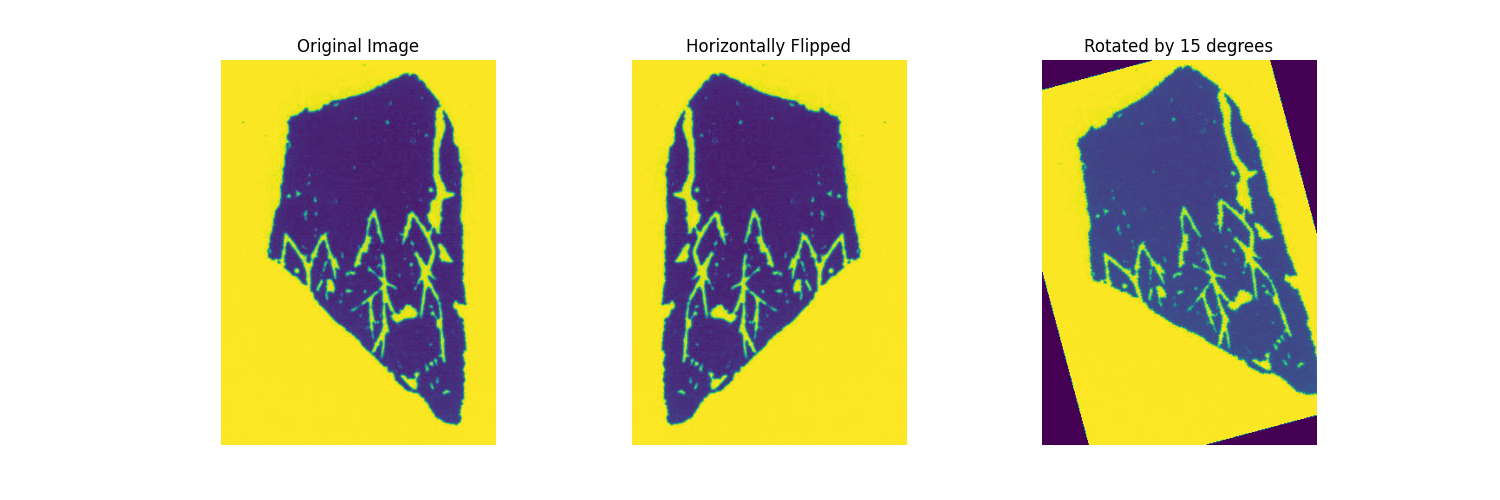 Original Image
Horizontally Flipped
Rotated by 15 degrees